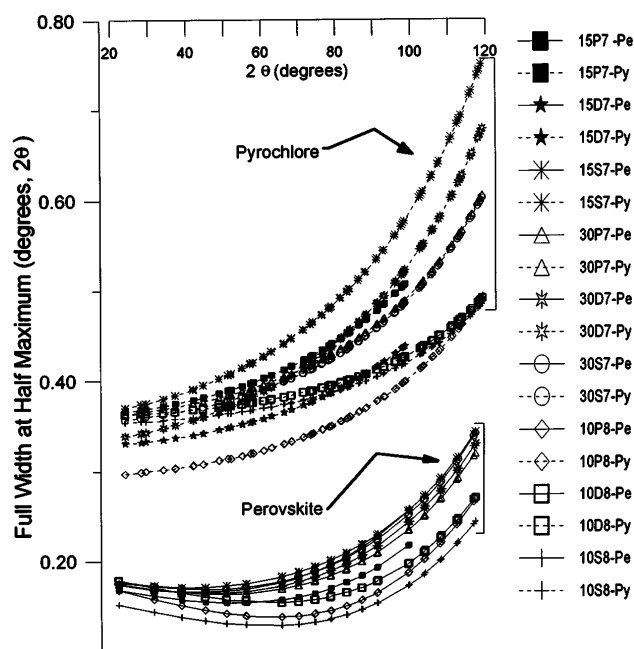 0.80
20 40 60 80 100 120
2 θ (degrees)
Pyrochlore
0.60
0.40
Perovskite
0.20
Full Width at Half Maximum (degrees, 2θ)
15P7 -Pe
15P7-Py
15D7-Pe
15D7-Py
15S7-Pe
15S7-Py
30P7-Pe
30P7-Py
30D7-Pe
30D7-Py
30S7-Pe
30S7-Py
10P8-Pe
10P8-Py
10D8-Pe
10D8-Py
10S8-Pe
10S8-Py